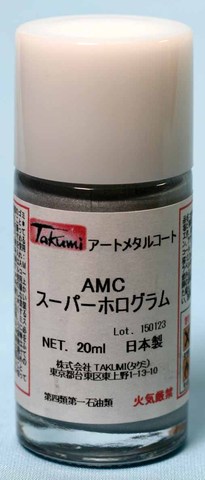 Takumi アートメタルコート
AMC
スーパーホログラム
Lot. 150123
NET. 20ml 日本製
株式会社 TAKUMI(タクミ)
東京都台東区東上野1-13-10
第四類第一石油類
火気厳禁